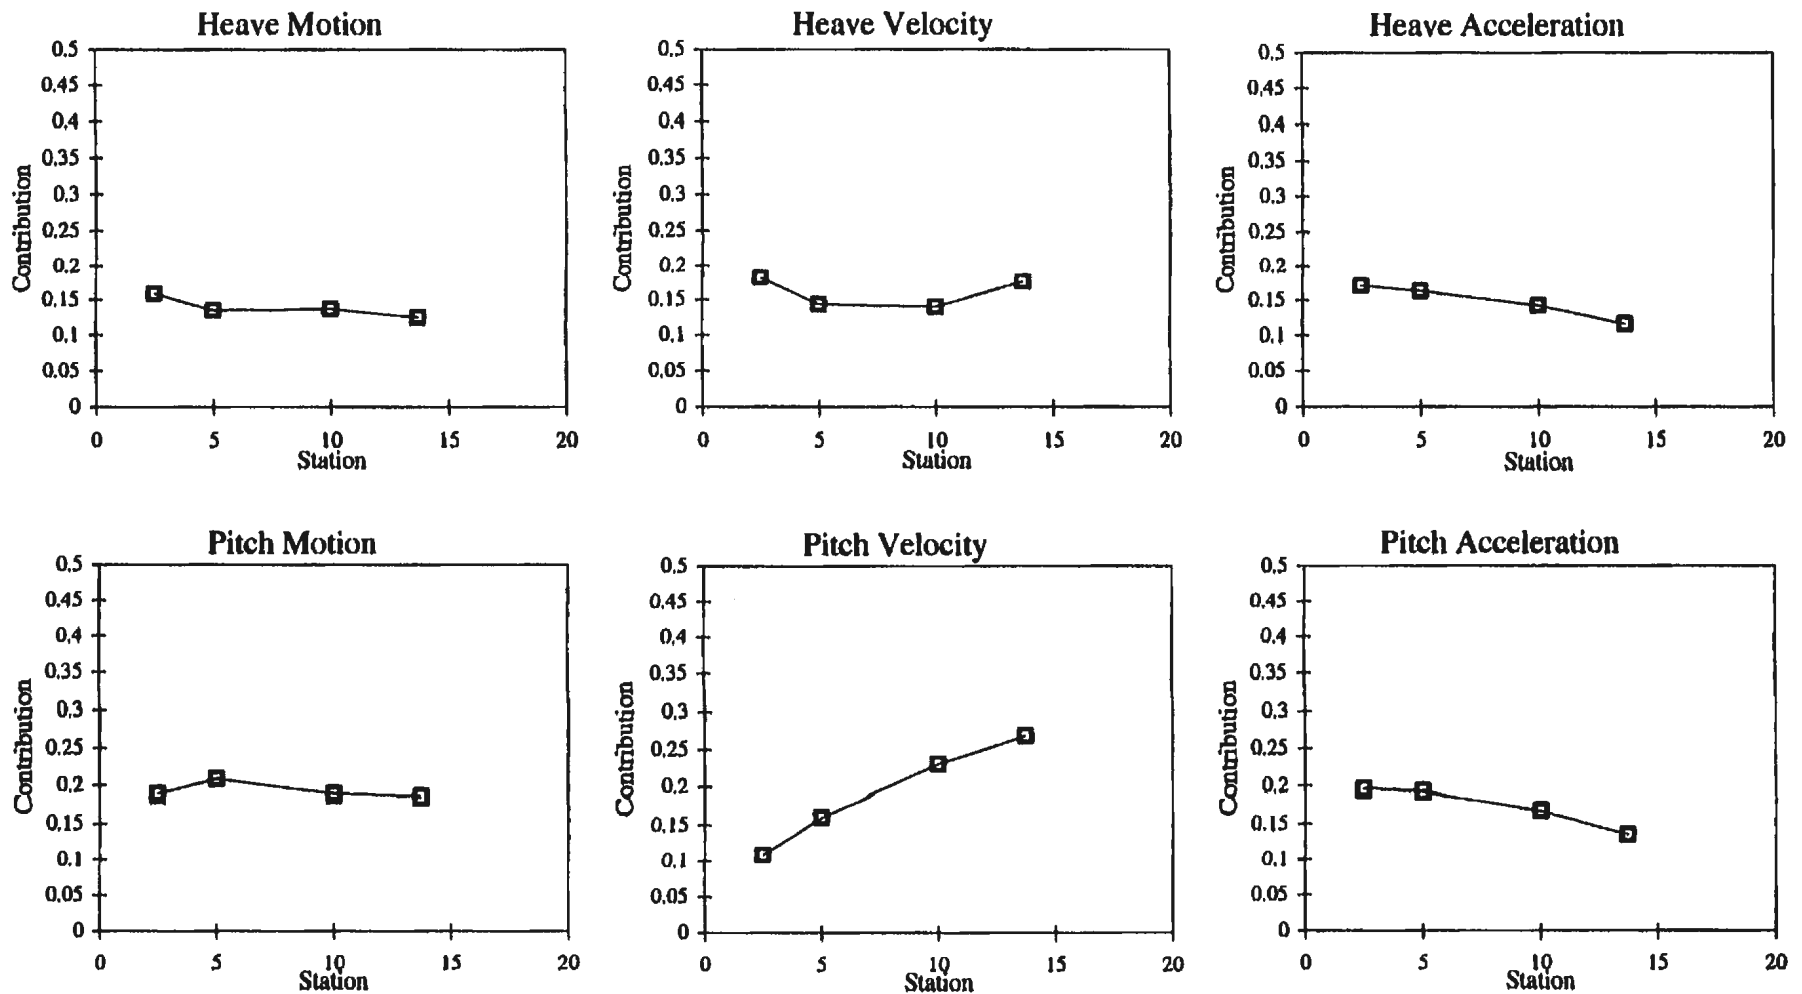 Heave Motion
0.5
0.45
0.4
0.35
0.3
0.25
0.2
0.15
0.1
0.05
0
Contribution
0 5 10 15 20
Station
Heave Velocity
0.5
0.45
0.4
0.35
0.3
0.25
0.2
0.15
0.1
0.05
0
Contribution
0 5 10 15 20
Station
Heave Acceleration
0.5
0.45
0.4
0.35
0.3
0.25
0.2
0.15
0.1
0.05
0
Contribution
0 5 10 15 20
Station
Pitch Motion
0.5
0.45
0.4
0.35
0.3
0.25
0.2
0.15
0.1
0.05
0
Contribution
0 5 10 15 20
Station
Pitch Velocity
0.5
0.45
0.4
0.35
0.3
0.25
0.2
0.15
0.1
0.05
0
Contribution
0 5 10 15 20
Station
Pitch Acceleration
0.5
0.45
0.4
0.35
0.3
0.25
0.2
0.15
0.1
0.05
0
Contribution
0 5 10 15 20
Station